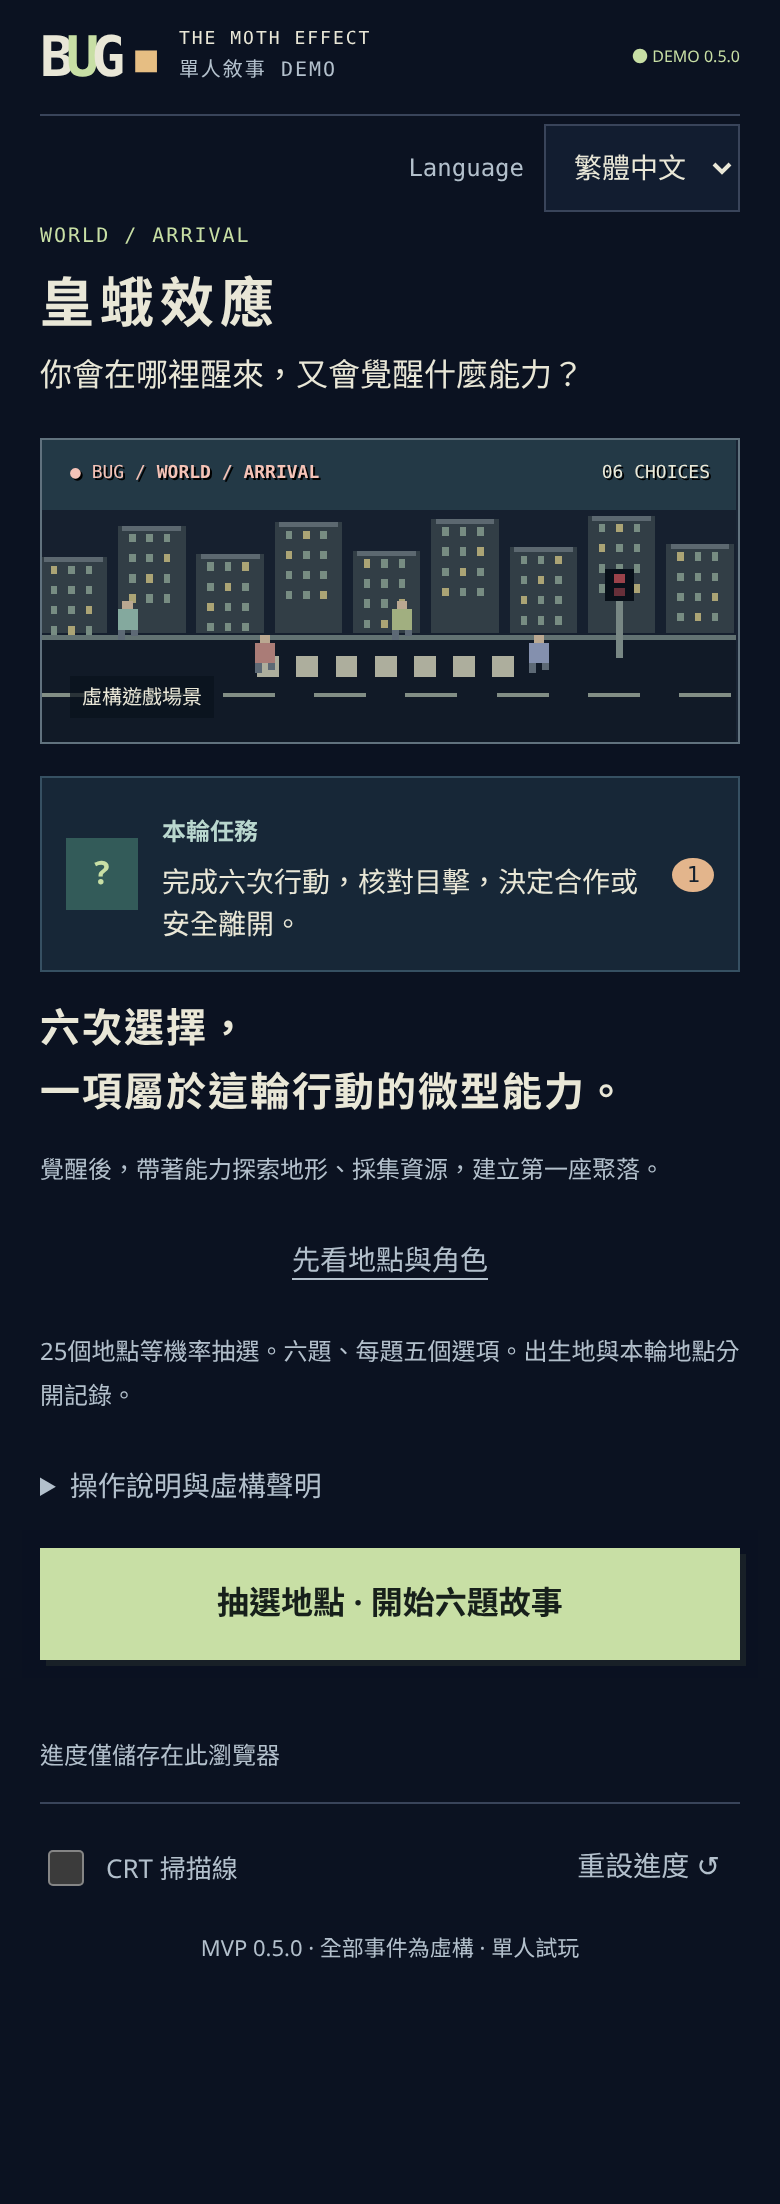 BUG
THE MOTH EFFECT
單人敘事 DEMO
DEMO 0.5.0
Language
繁體中文
WORLD / ARRIVAL
皇蛾效應
你會在哪裡醒來，又會覺醒什麼能力？
BUG / WORLD / ARRIVAL
06 CHOICES
虛構遊戲場景
?
本輪任務
完成六次行動，核對目擊，決定合作或
安全離開。
1
六次選擇，
一項屬於這輪行動的微型能力。
覺醒後，帶著能力探索地形、採集資源，建立第一座聚落。
先看地點與角色
25個地點等機率抽選。六題、每題五個選項。出生地與本輪地點分
開記錄。
▶ 操作說明與虛構聲明
抽選地點 · 開始六題故事
進度僅儲存在此瀏覽器
CRT 掃描線
重設進度 ↺
MVP 0.5.0 · 全部事件為虛構 · 單人試玩